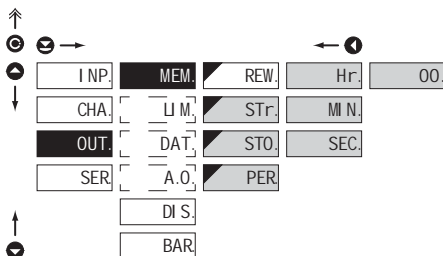 INP. MEM. REW. Hr. 00.
CHA. LIM. STr. MIN.
OUT. DAT. STO. SEC.
SER. A.O. PER.
DIS.
BAR.